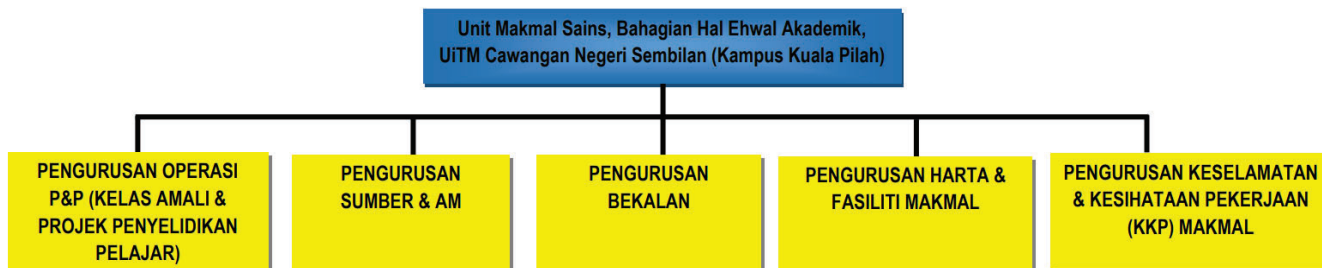 Unit Makmal Sains, Bahagian Hal Ehwal Akademik,
UiTM Cawangan Negeri Sembilan (Kampus Kuala Pilah)
PENGURUSAN OPERASI
P&P (KELAS AMALI &
PROJEK PENYELIDIKAN
PELAJAR)
PENGURUSAN
SUMBER & AM
PENGURUSAN
BEKALAN
PENGURUSAN HARTA &
FASILITI MAKMAL
PENGURUSAN KESELAMATAN
& KESIHATAAN PEKERJAAN
(KKP) MAKMAL